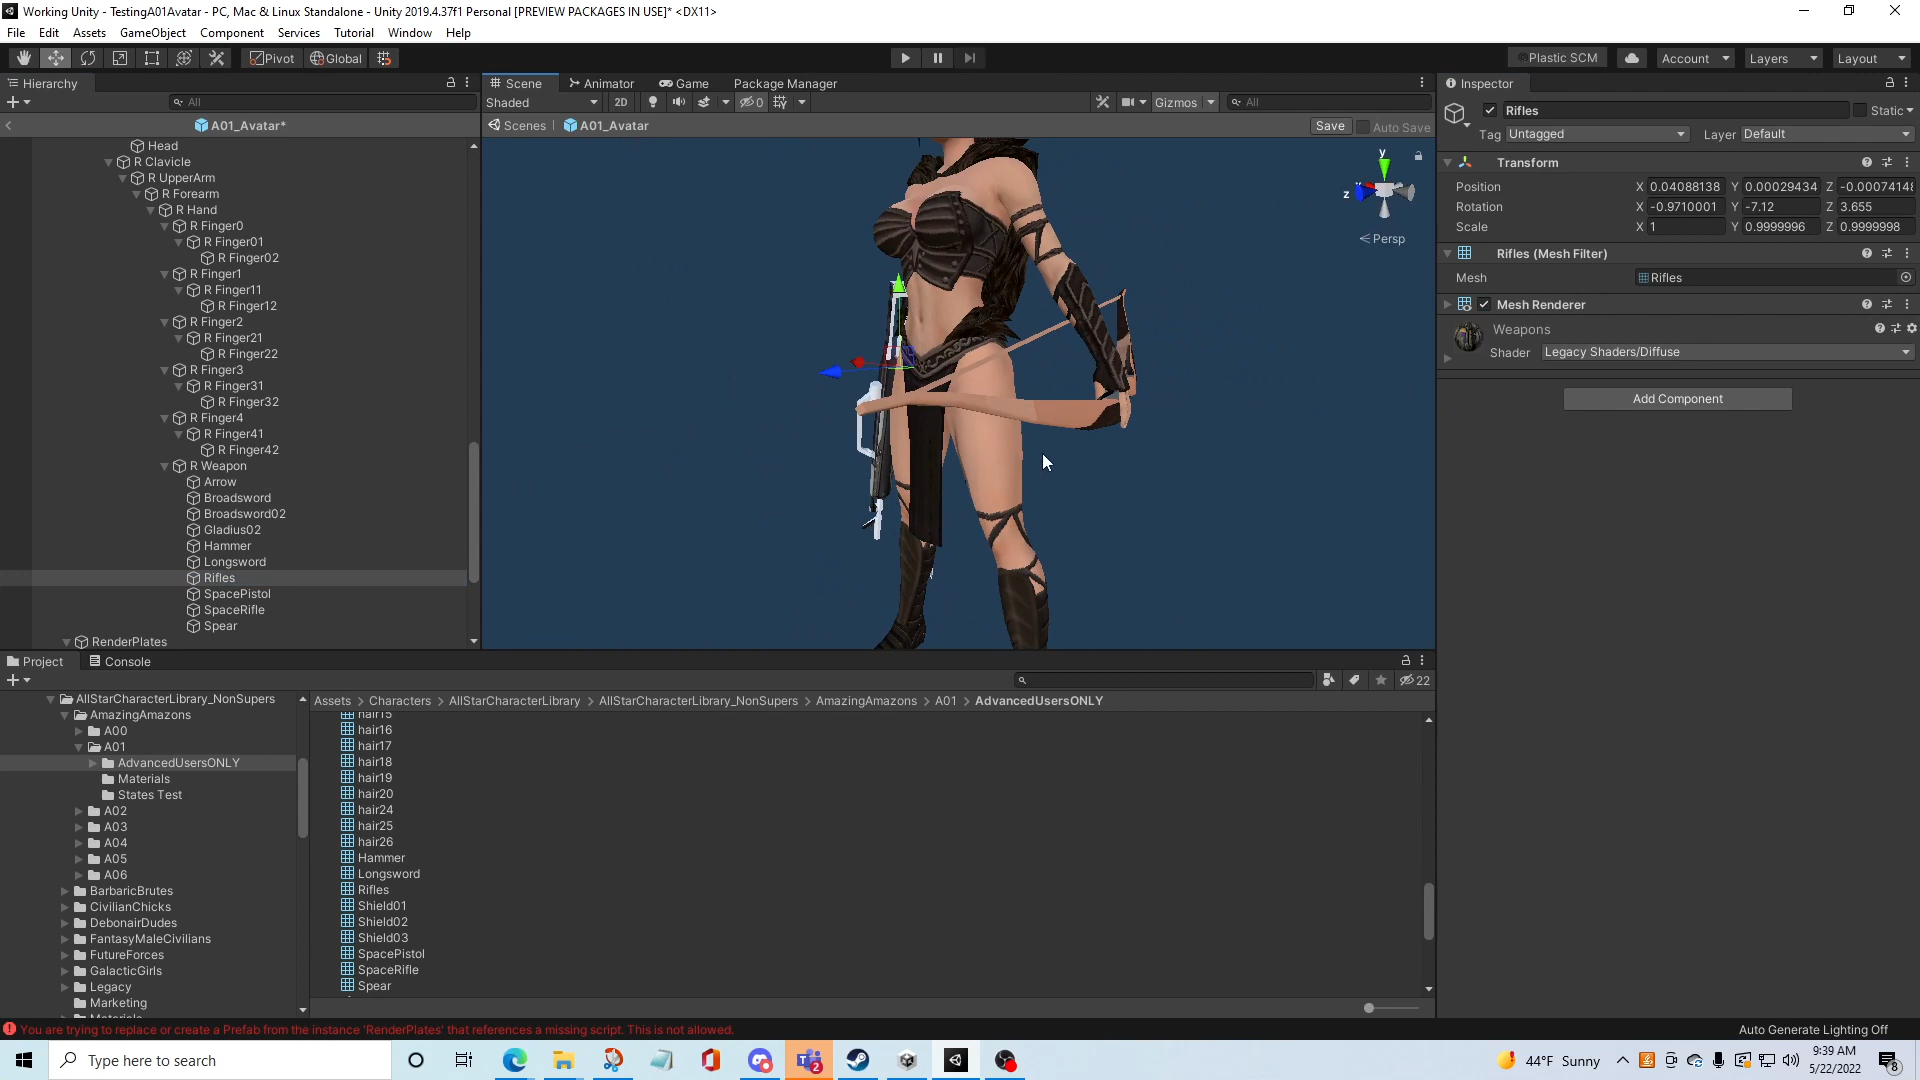 Working Unity - TestingA01Avatar - PC, Mac & Linux Standalone - Unity 2019.4.37f1 Personal [PREVIEW PACKAGES IN USE]* <DX11>
File Edit Assets GameObject Component Services Tutorial Window Help
Pivot Global Plastic SCM Account Layers Layout
Hierarchy
All
A01_Avatar*
Head
R Clavicle
R UpperArm
R Forearm
R Hand
R Finger0
R Finger01
R Finger02
R Finger1
R Finger11
R Finger12
R Finger2
R Finger21
R Finger22
R Finger3
R Finger31
R Finger32
R Finger4
R Finger41
R Finger42
R Weapon
Arrow
Broadsword
Broadsword02
Gladius02
Hammer
Longsword
Rifles
SpacePistol
SpaceRifle
Spear
RenderPlates
Scene Animator Game Package Manager
Shaded 2D 0 Gizmos All
Scenes A01_Avatar Save Auto Save
y
z
Persp
Inspector
Rifles Static
Tag Untagged Layer Default
Transform
Position X 0.04088138 Y 0.00029434 Z -0.00074148
Rotation X -0.9710001 Y -7.12 Z 3.655
Scale X 1 Y 0.9999996 Z 0.9999998
Rifles (Mesh Filter)
Mesh Rifles
Mesh Renderer
Weapons
Shader Legacy Shaders/Diffuse
Add Component
Project Console
22
AllStarCharacterLibrary_NonSupers
AmazingAmazons
A00
A01
AdvancedUsersONLY
Materials
States Test
A02
A03
A04
A05
A06
BarbaricBrutes
CivilianChicks
DebonairDudes
FantasyMaleCivilians
FutureForces
GalacticGirls
Legacy
Marketing
Materials
Assets > Characters > AllStarCharacterLibrary > AllStarCharacterLibrary_NonSupers > AmazingAmazons > A01 > AdvancedUsersONLY
hair15
hair16
hair17
hair18
hair19
hair20
hair24
hair25
hair26
Hammer
Longsword
Rifles
Shield01
Shield02
Shield03
SpacePistol
SpaceRifle
Spear
You are trying to replace or create a Prefab from the instance 'RenderPlates' that references a missing script. This is not allowed.
Auto Generate Lighting Off
Type here to search
2
44°F Sunny
9:39 AM
5/22/2022
8